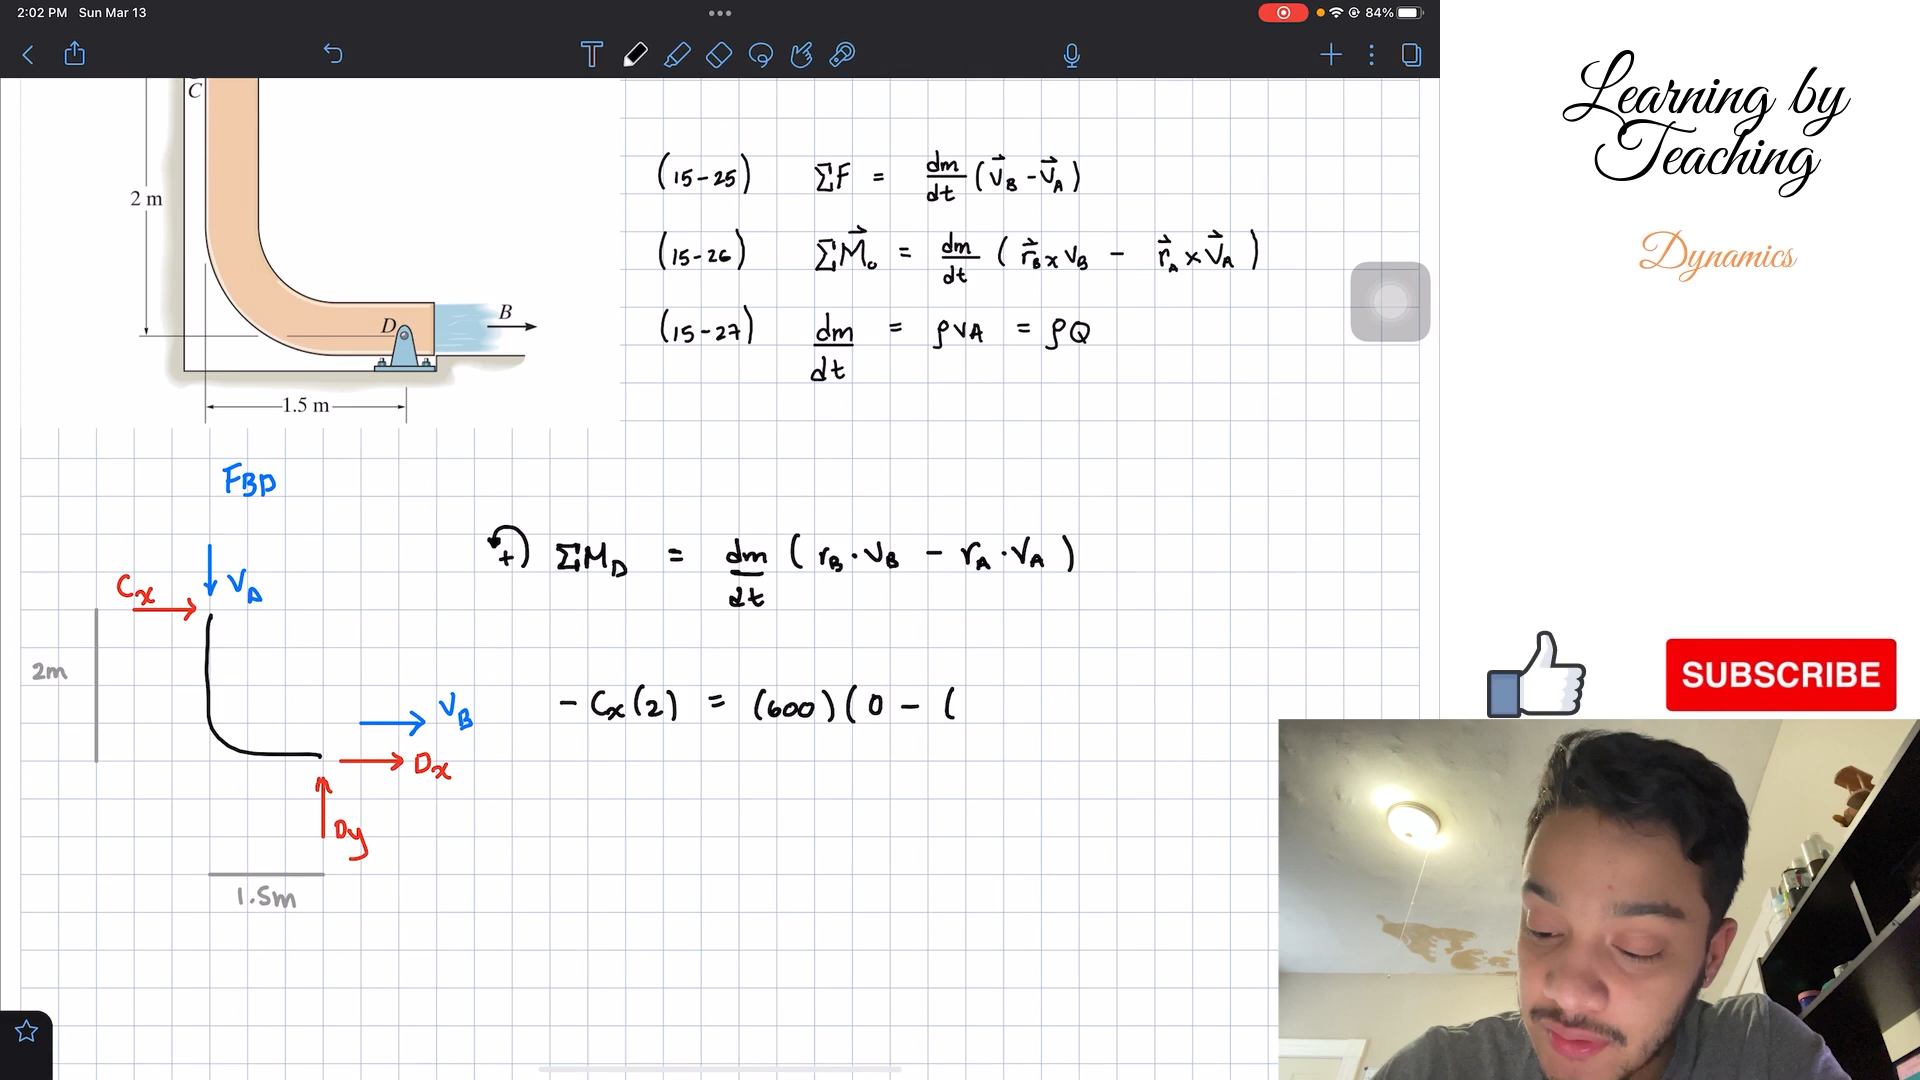 2:02 PM Sun Mar 13
84%
Learning by
Teaching
Dynamics
C
2 m
D
B
1.5 m
(15-25) ΣF = dm/dt (V⃗B - V⃗A)
(15-26) ΣM⃗o = dm/dt ( r⃗B x VB - r⃗A x V⃗A )
(15-27) dm/dt = ρVA = ρQ
FBD
↺+) ΣMD = dm/dt ( rB · VB - rA · VA )
Cx
VA
2m
- Cx(2) = (600)(0 - (
VB
Dx
Dy
1.5m
SUBSCRIBE